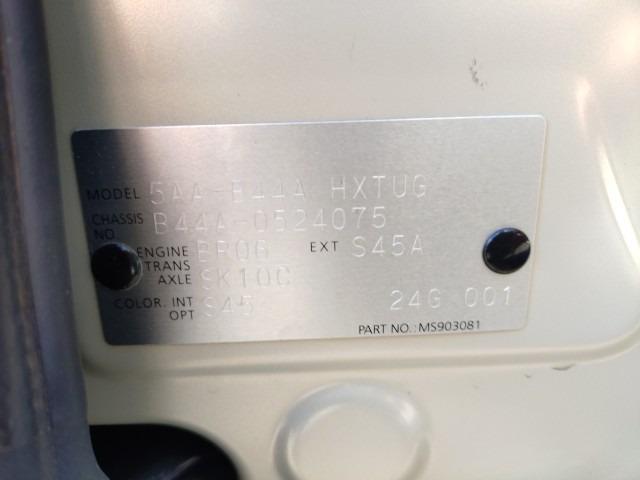 MODEL 5AA-B44A HXTUG
CHASSIS NO B44A-0524075
ENGINE BR06 EXT S45A
TRANS AXLE SK10C
COLOR. INT S45 24G 001
OPT
PART NO.:MS903081